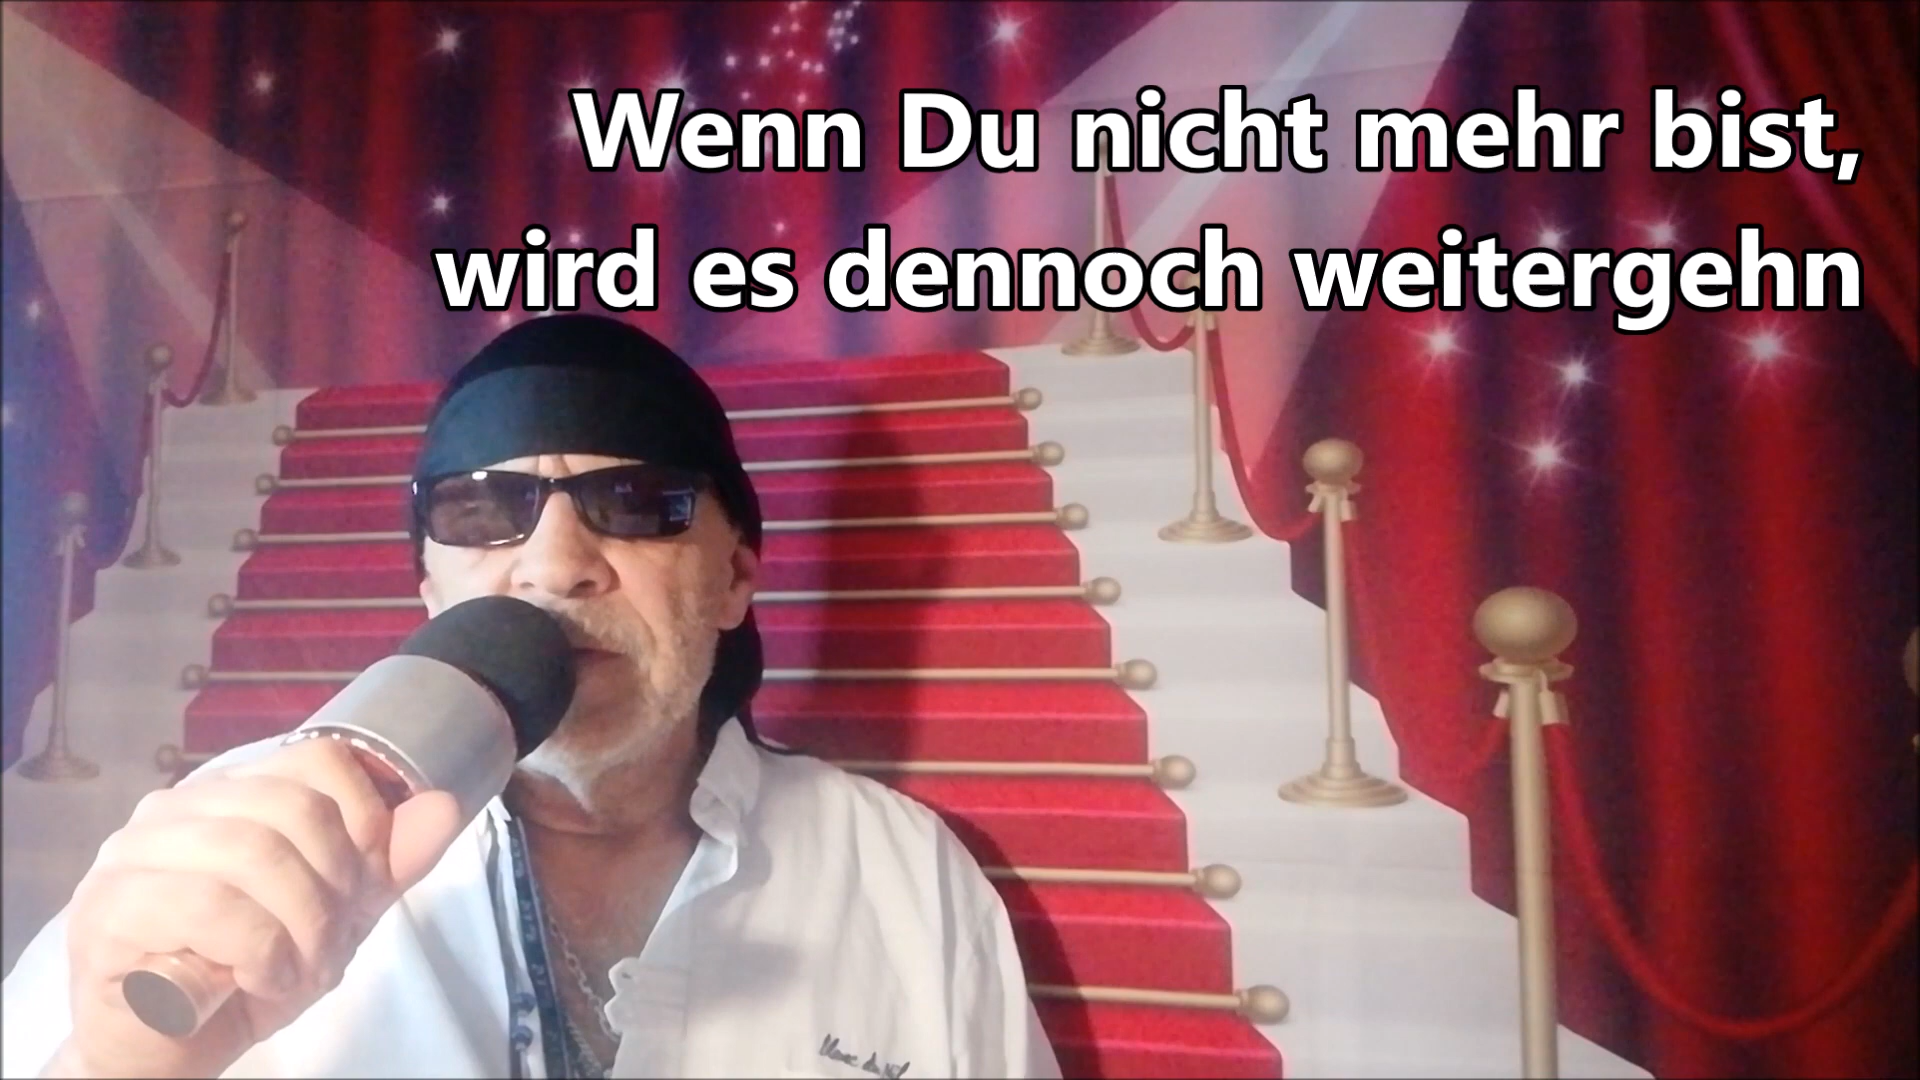 Wenn Du nicht mehr bist,
wird es dennoch weitergehn